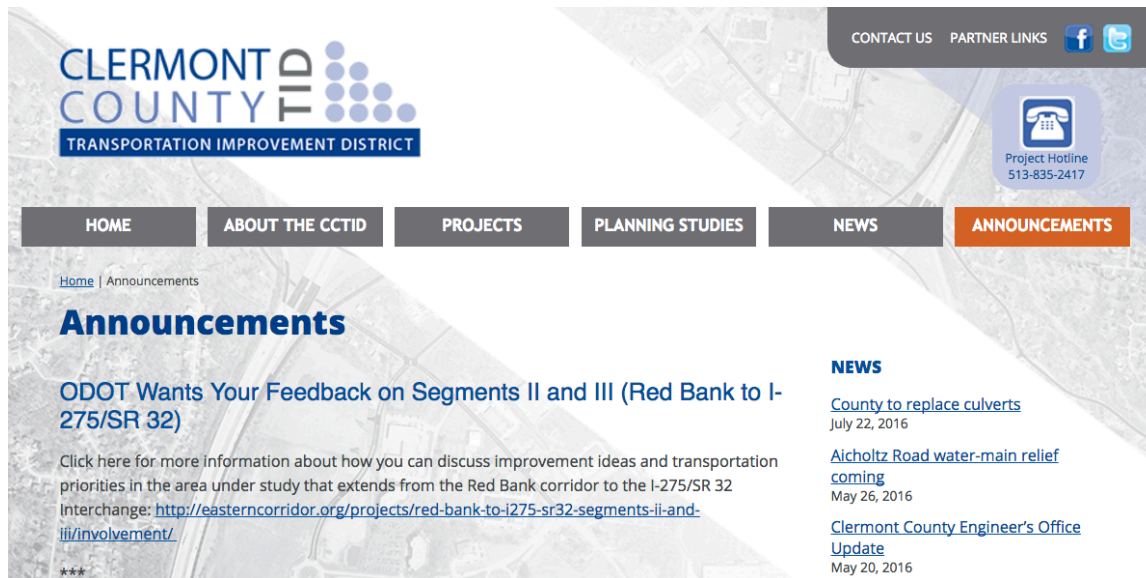 CONTACT US PARTNER LINKS
CLERMONT
COUNTY
TID
TRANSPORTATION IMPROVEMENT DISTRICT
Project Hotline
513-835-2417
HOME ABOUT THE CCTID PROJECTS PLANNING STUDIES NEWS ANNOUNCEMENTS
Home | Announcements
Announcements
ODOT Wants Your Feedback on Segments II and III (Red Bank to I-
275/SR 32)
Click here for more information about how you can discuss improvement ideas and transportation
priorities in the area under study that extends from the Red Bank corridor to the I-275/SR 32
Interchange: http://easterncorridor.org/projects/red-bank-to-i275-sr32-segments-ii-and-
iii/involvement/
***
NEWS
County to replace culverts
July 22, 2016
Aicholtz Road water-main relief
coming
May 26, 2016
Clermont County Engineer’s Office
Update
May 20, 2016